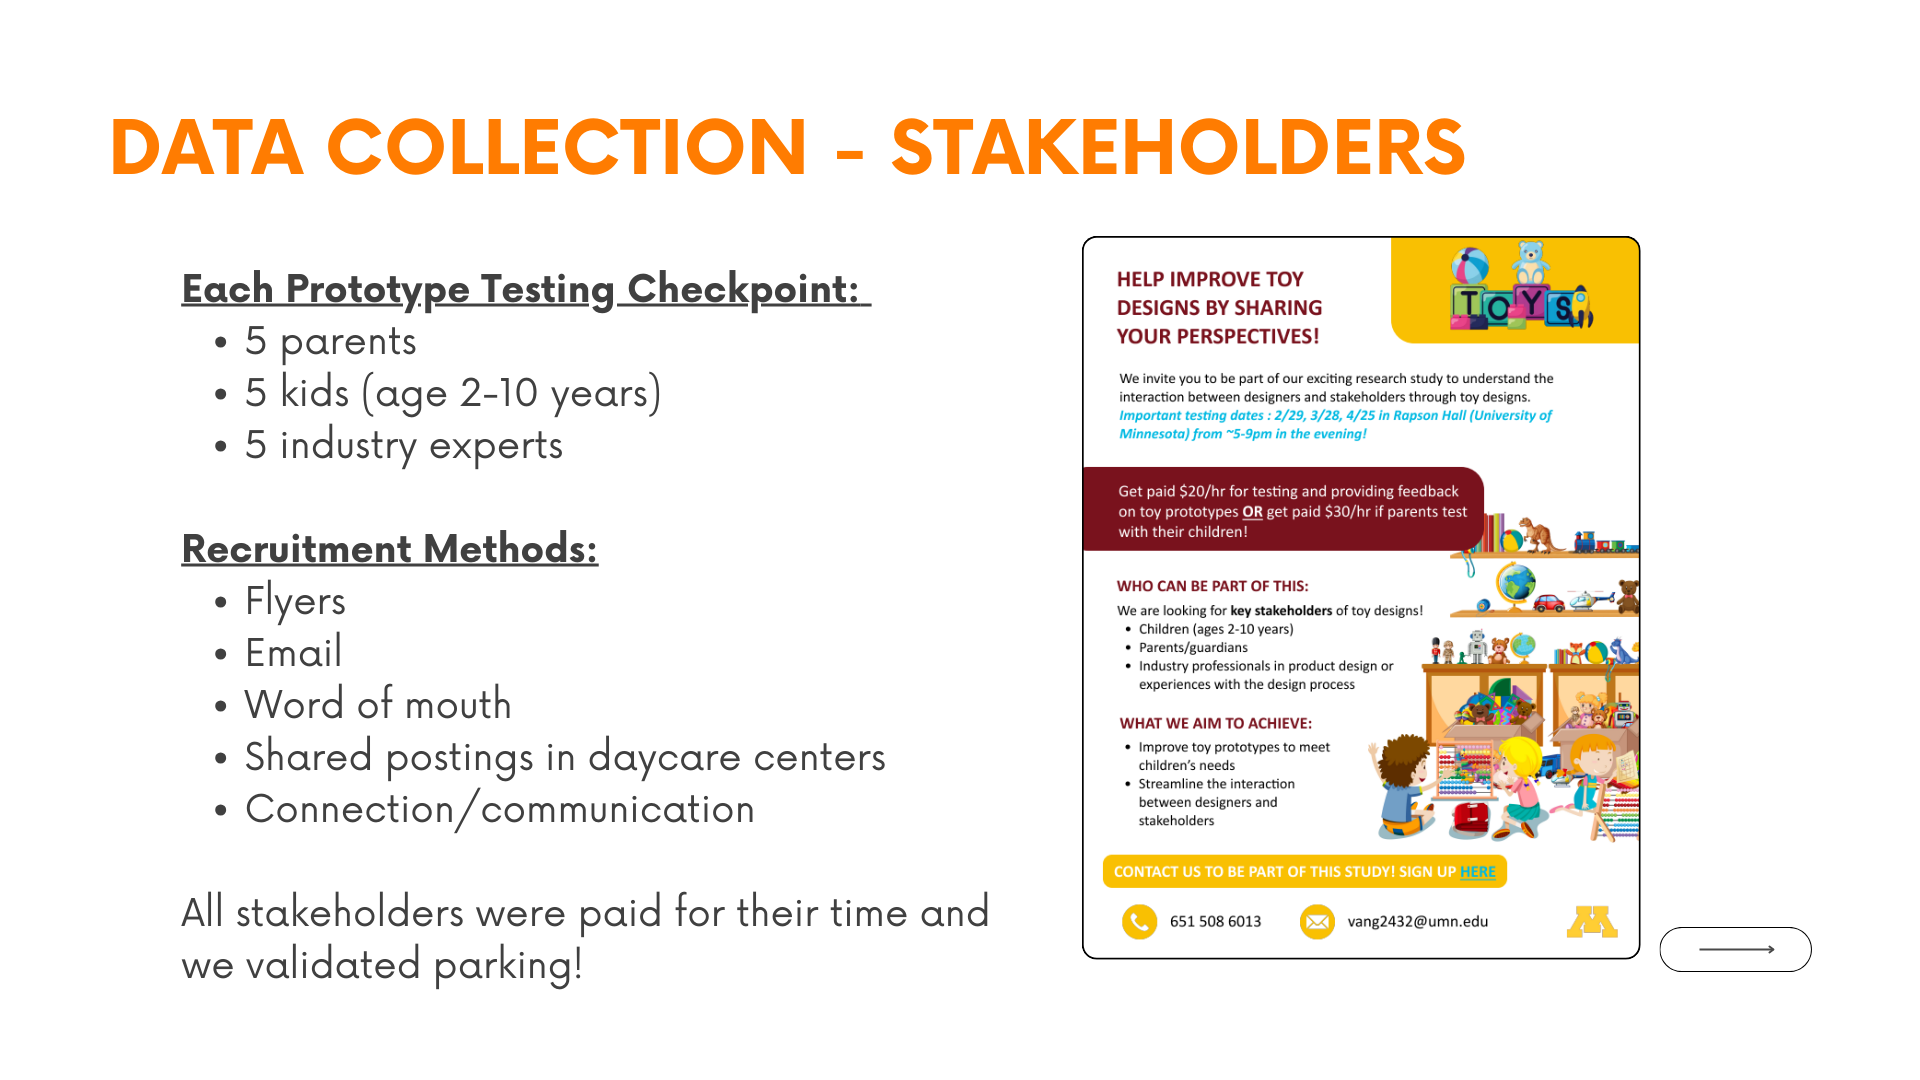 DATA COLLECTION - STAKEHOLDERS
Each Prototype Testing Checkpoint:
• 5 parents
• 5 kids (age 2-10 years)
• 5 industry experts
Recruitment Methods:
• Flyers
• Email
• Word of mouth
• Shared postings in daycare centers
• Connection/communication
All stakeholders were paid for their time and
we validated parking!
HELP IMPROVE TOY
DESIGNS BY SHARING
YOUR PERSPECTIVES!
TOYS
We invite you to be part of our exciting research study to understand the
interaction between designers and stakeholders through toy designs.
Important testing dates : 2/29, 3/28, 4/25 in Rapson Hall (University of
Minnesota) from ~5-9pm in the evening!
Get paid $20/hr for testing and providing feedback
on toy prototypes OR get paid $30/hr if parents test
with their children!
WHO CAN BE PART OF THIS:
We are looking for key stakeholders of toy designs!
• Children (ages 2-10 years)
• Parents/guardians
• Industry professionals in product design or
experiences with the design process
WHAT WE AIM TO ACHIEVE:
• Improve toy prototypes to meet
children's needs
• Streamline the interaction
between designers and
stakeholders
CONTACT US TO BE PART OF THIS STUDY! SIGN UP HERE
651 508 6013
vang2432@umn.edu
M